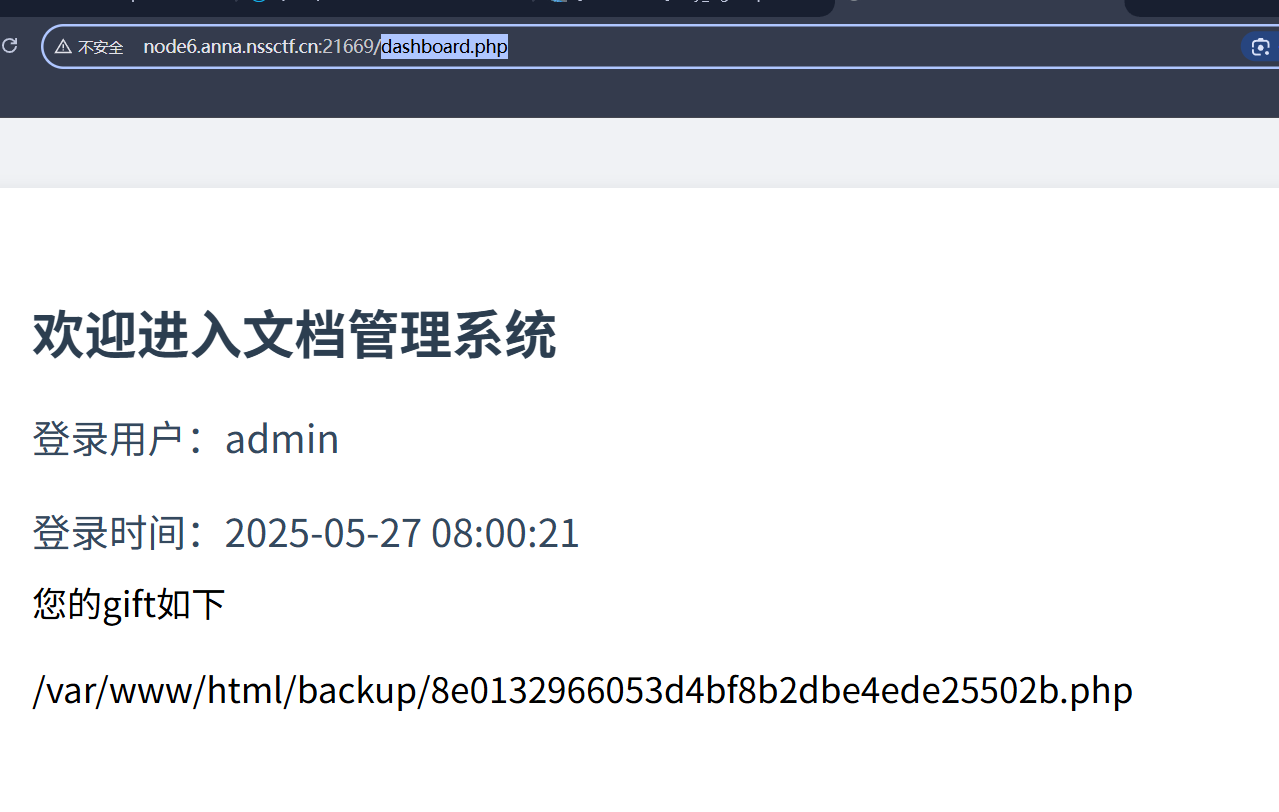 不安全 node6.anna.nssctf.cn:21669/dashboard.php
欢迎进入文档管理系统
登录用户：admin
登录时间：2025-05-27 08:00:21
您的gift如下
/var/www/html/backup/8e0132966053d4bf8b2dbe4ede25502b.php